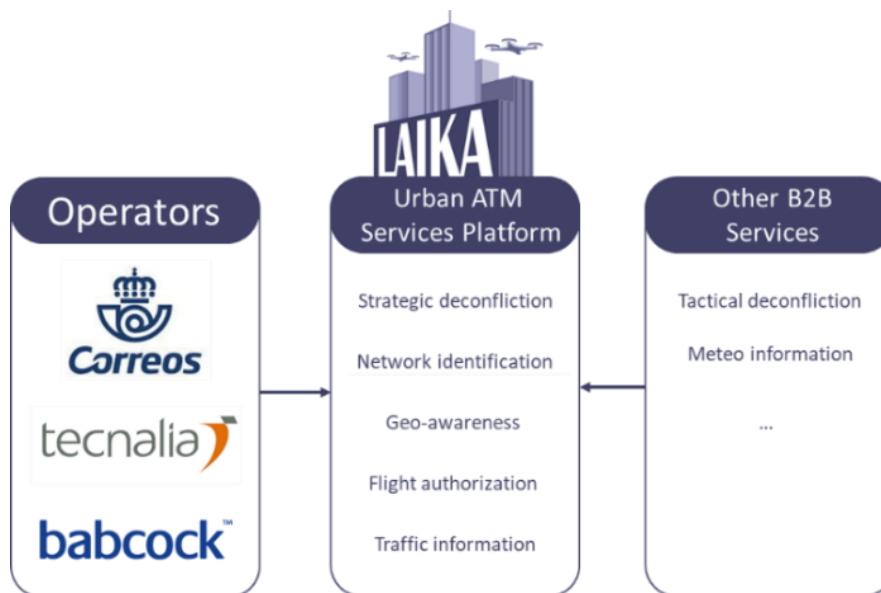 LAIKA
Operators
Correos
tecnalia
babcock™
Urban ATM
Services Platform
Strategic deconfliction
Network identification
Geo-awareness
Flight authorization
Traffic information
Other B2B
Services
Tactical deconfliction
Meteo information
...